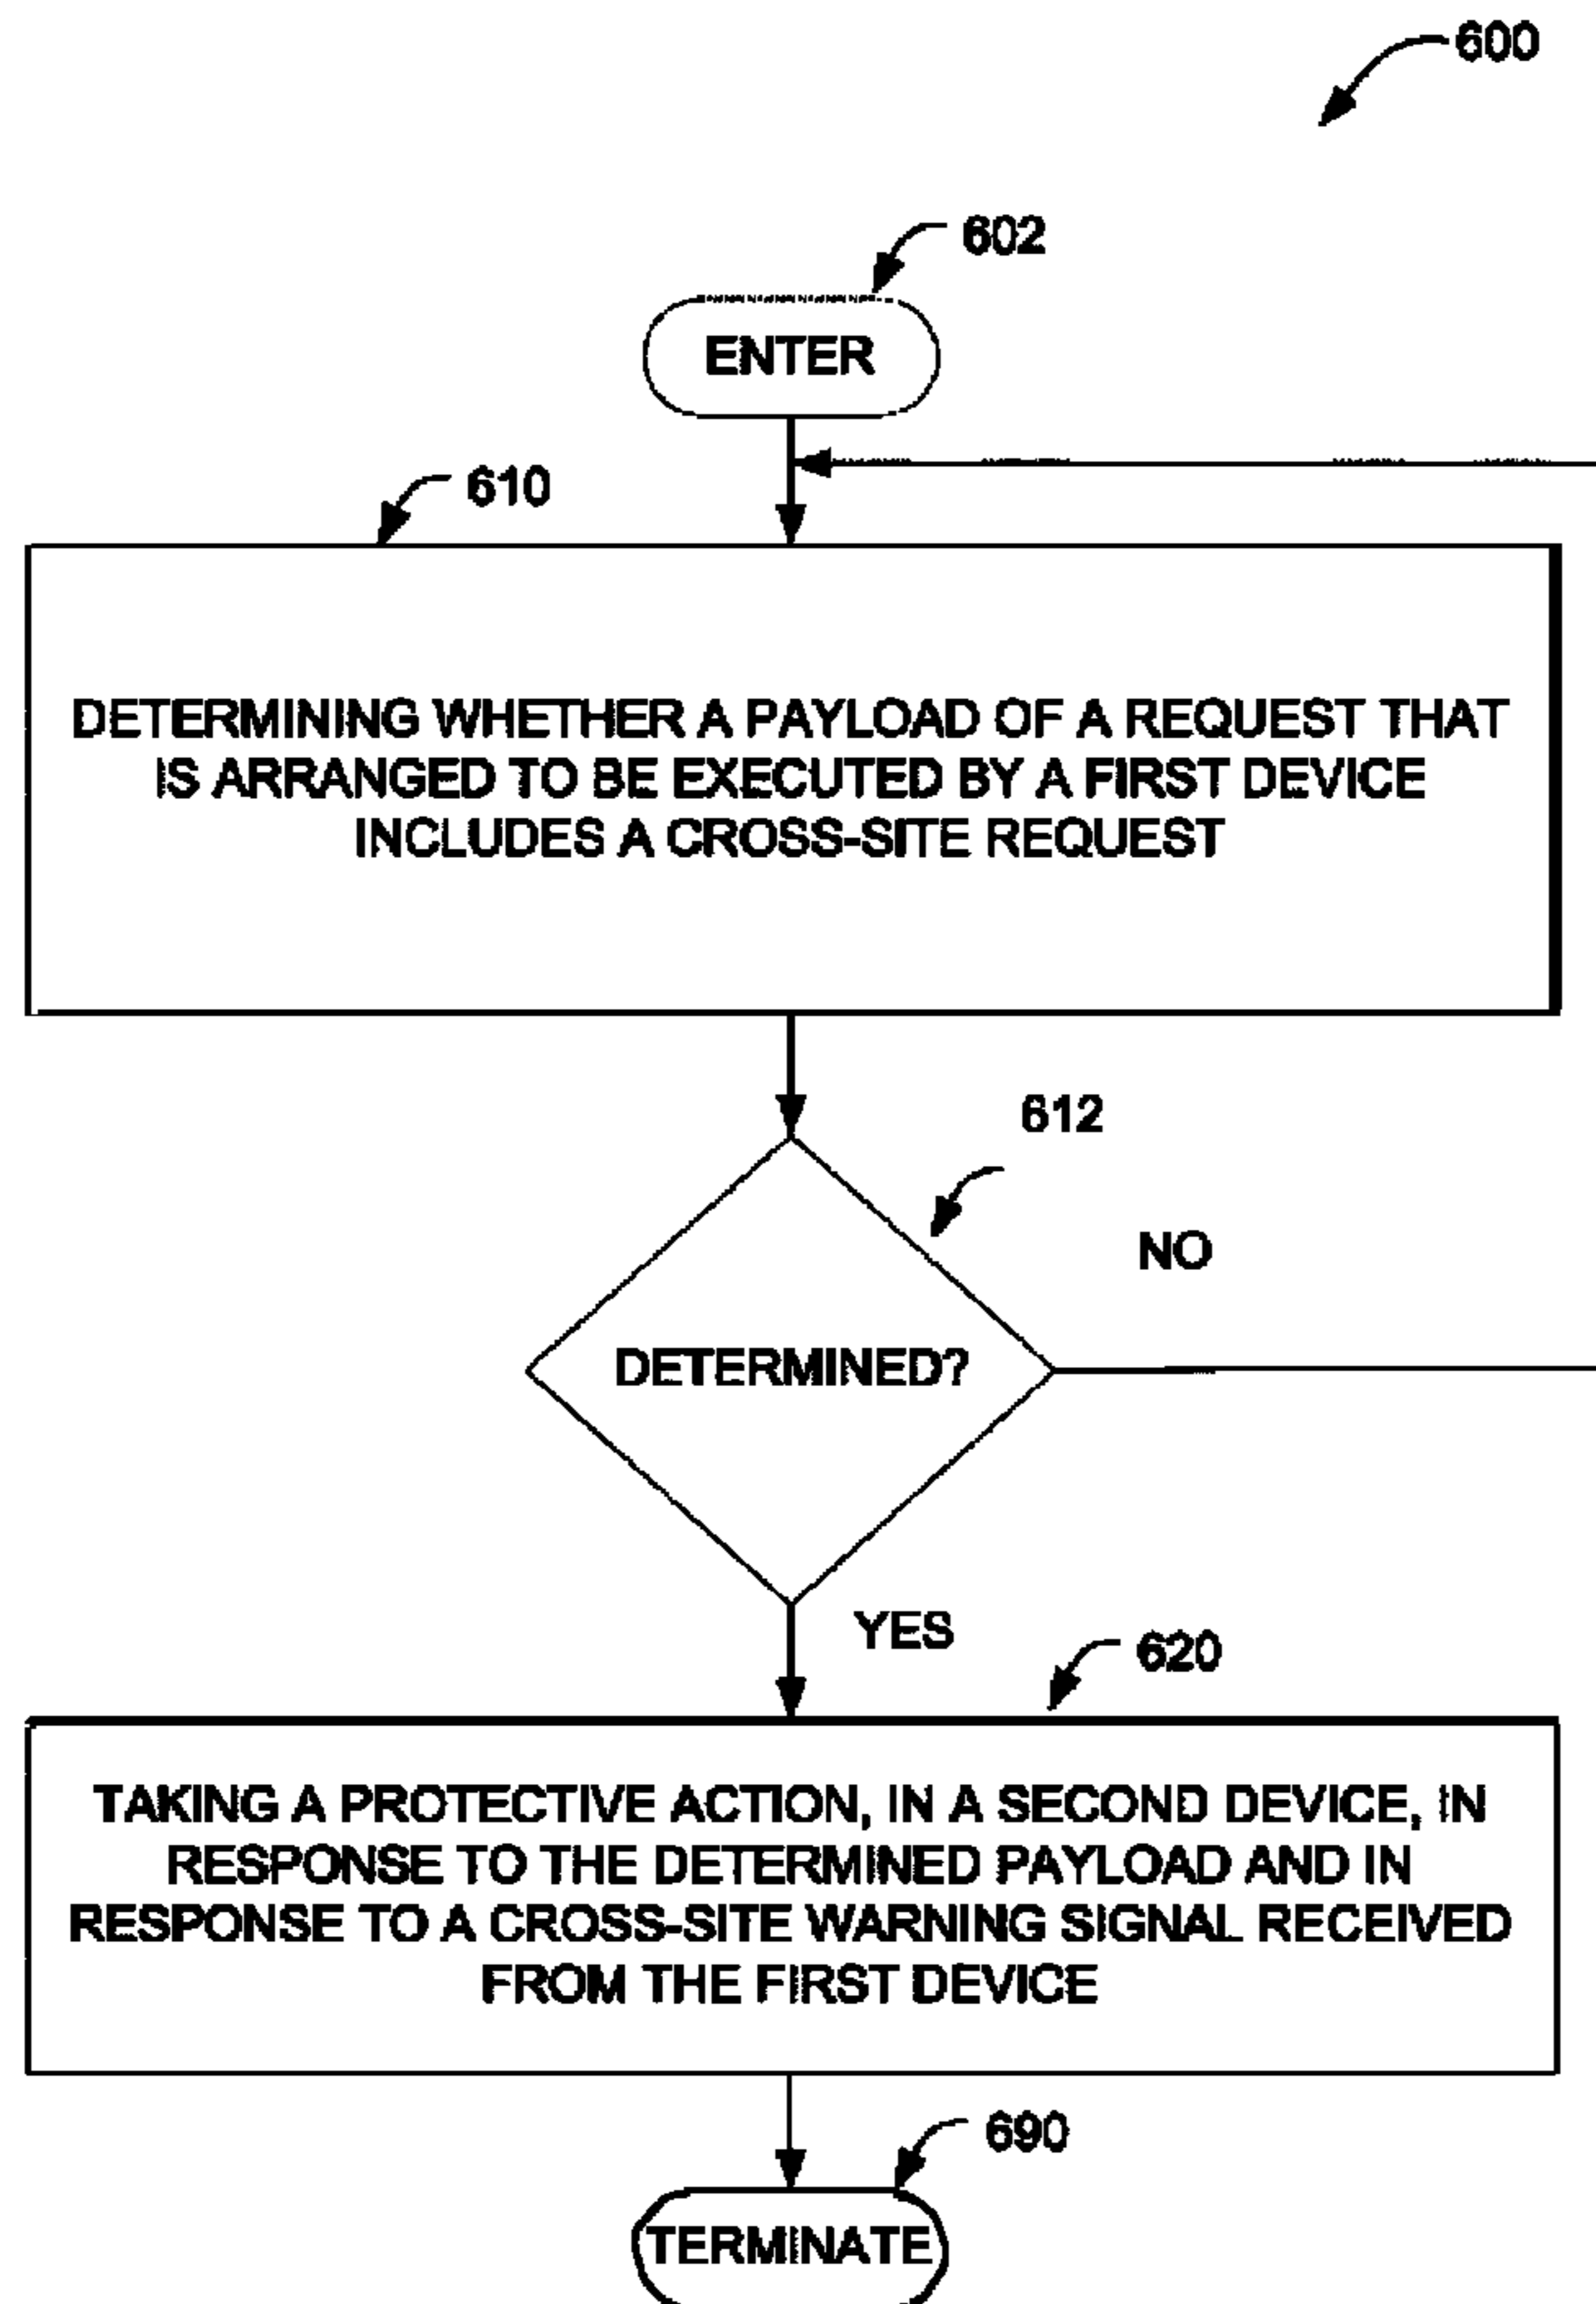 600
602
ENTER
610
DETERMINING WHETHER A PAYLOAD OF A REQUEST THAT
IS ARRANGED TO BE EXECUTED BY A FIRST DEVICE
INCLUDES A CROSS-SITE REQUEST
612
NO
DETERMINED?
YES
620
TAKING A PROTECTIVE ACTION, IN A SECOND DEVICE, IN
RESPONSE TO THE DETERMINED PAYLOAD AND IN
RESPONSE TO A CROSS-SITE WARNING SIGNAL RECEIVED
FROM THE FIRST DEVICE
690
TERMINATE